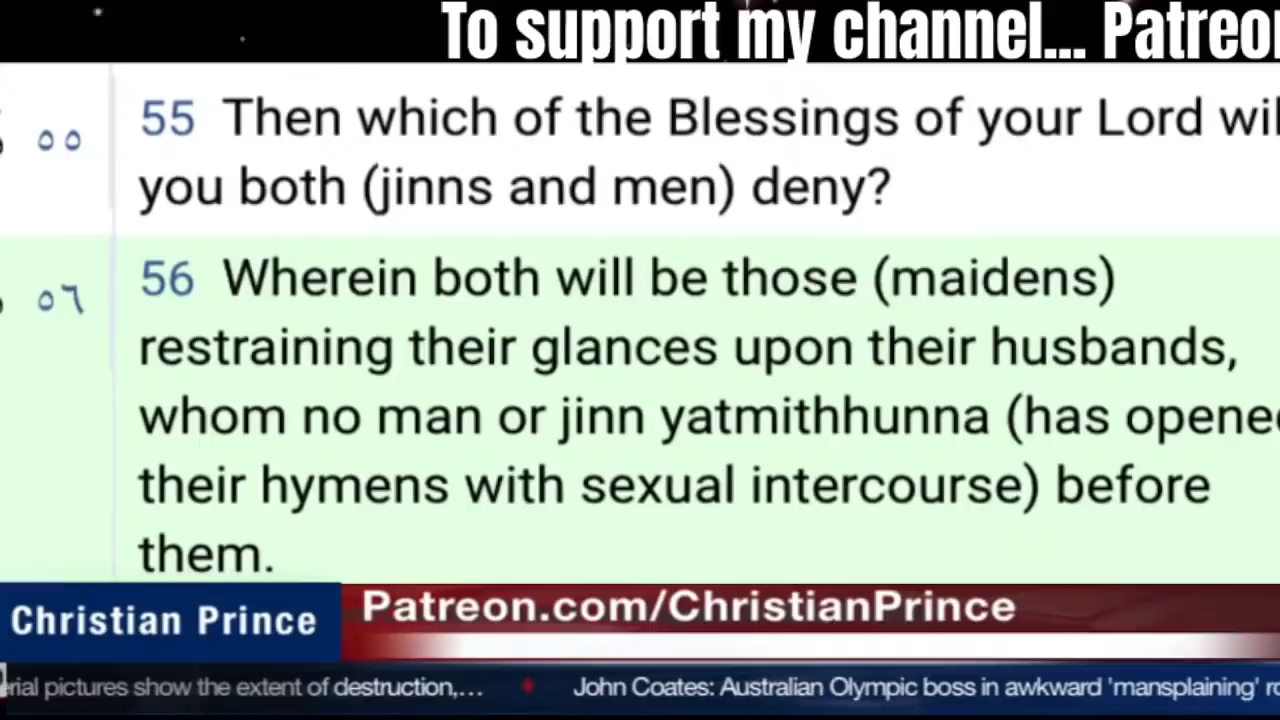 To support my channel... Patreo
٥٥
55 Then which of the Blessings of your Lord wil
you both (jinns and men) deny?
٥٦
56 Wherein both will be those (maidens)
restraining their glances upon their husbands,
whom no man or jinn yatmithhunna (has opene
their hymens with sexual intercourse) before
them.
Christian Prince
Patreon.com/ChristianPrince
erial pictures show the extent of destruction,... ♦ John Coates: Australian Olympic boss in awkward 'mansplaining' ro